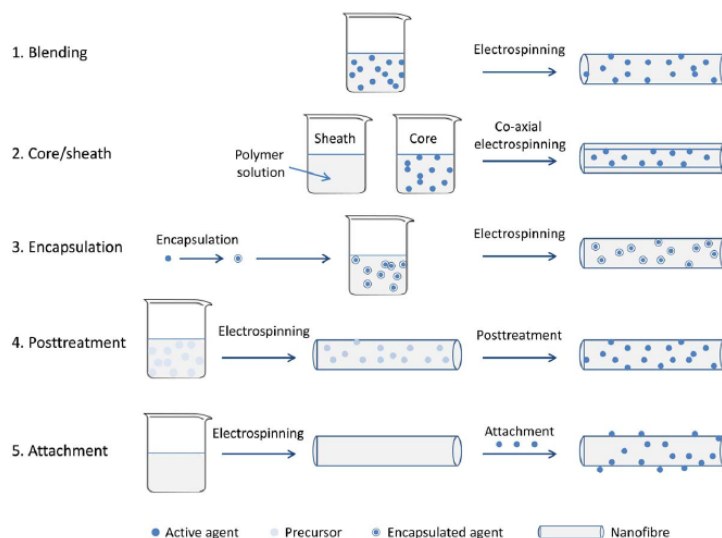 1. Blending
Electrospinning
2. Core/sheath
Polymer
solution
Sheath
Core
Co-axial
electrospinning
3. Encapsulation
Encapsulation
Electrospinning
4. Posttreatment
Electrospinning
Posttreatment
5. Attachment
Electrospinning
Attachment
Active agent
Precursor
Encapsulated agent
Nanofibre